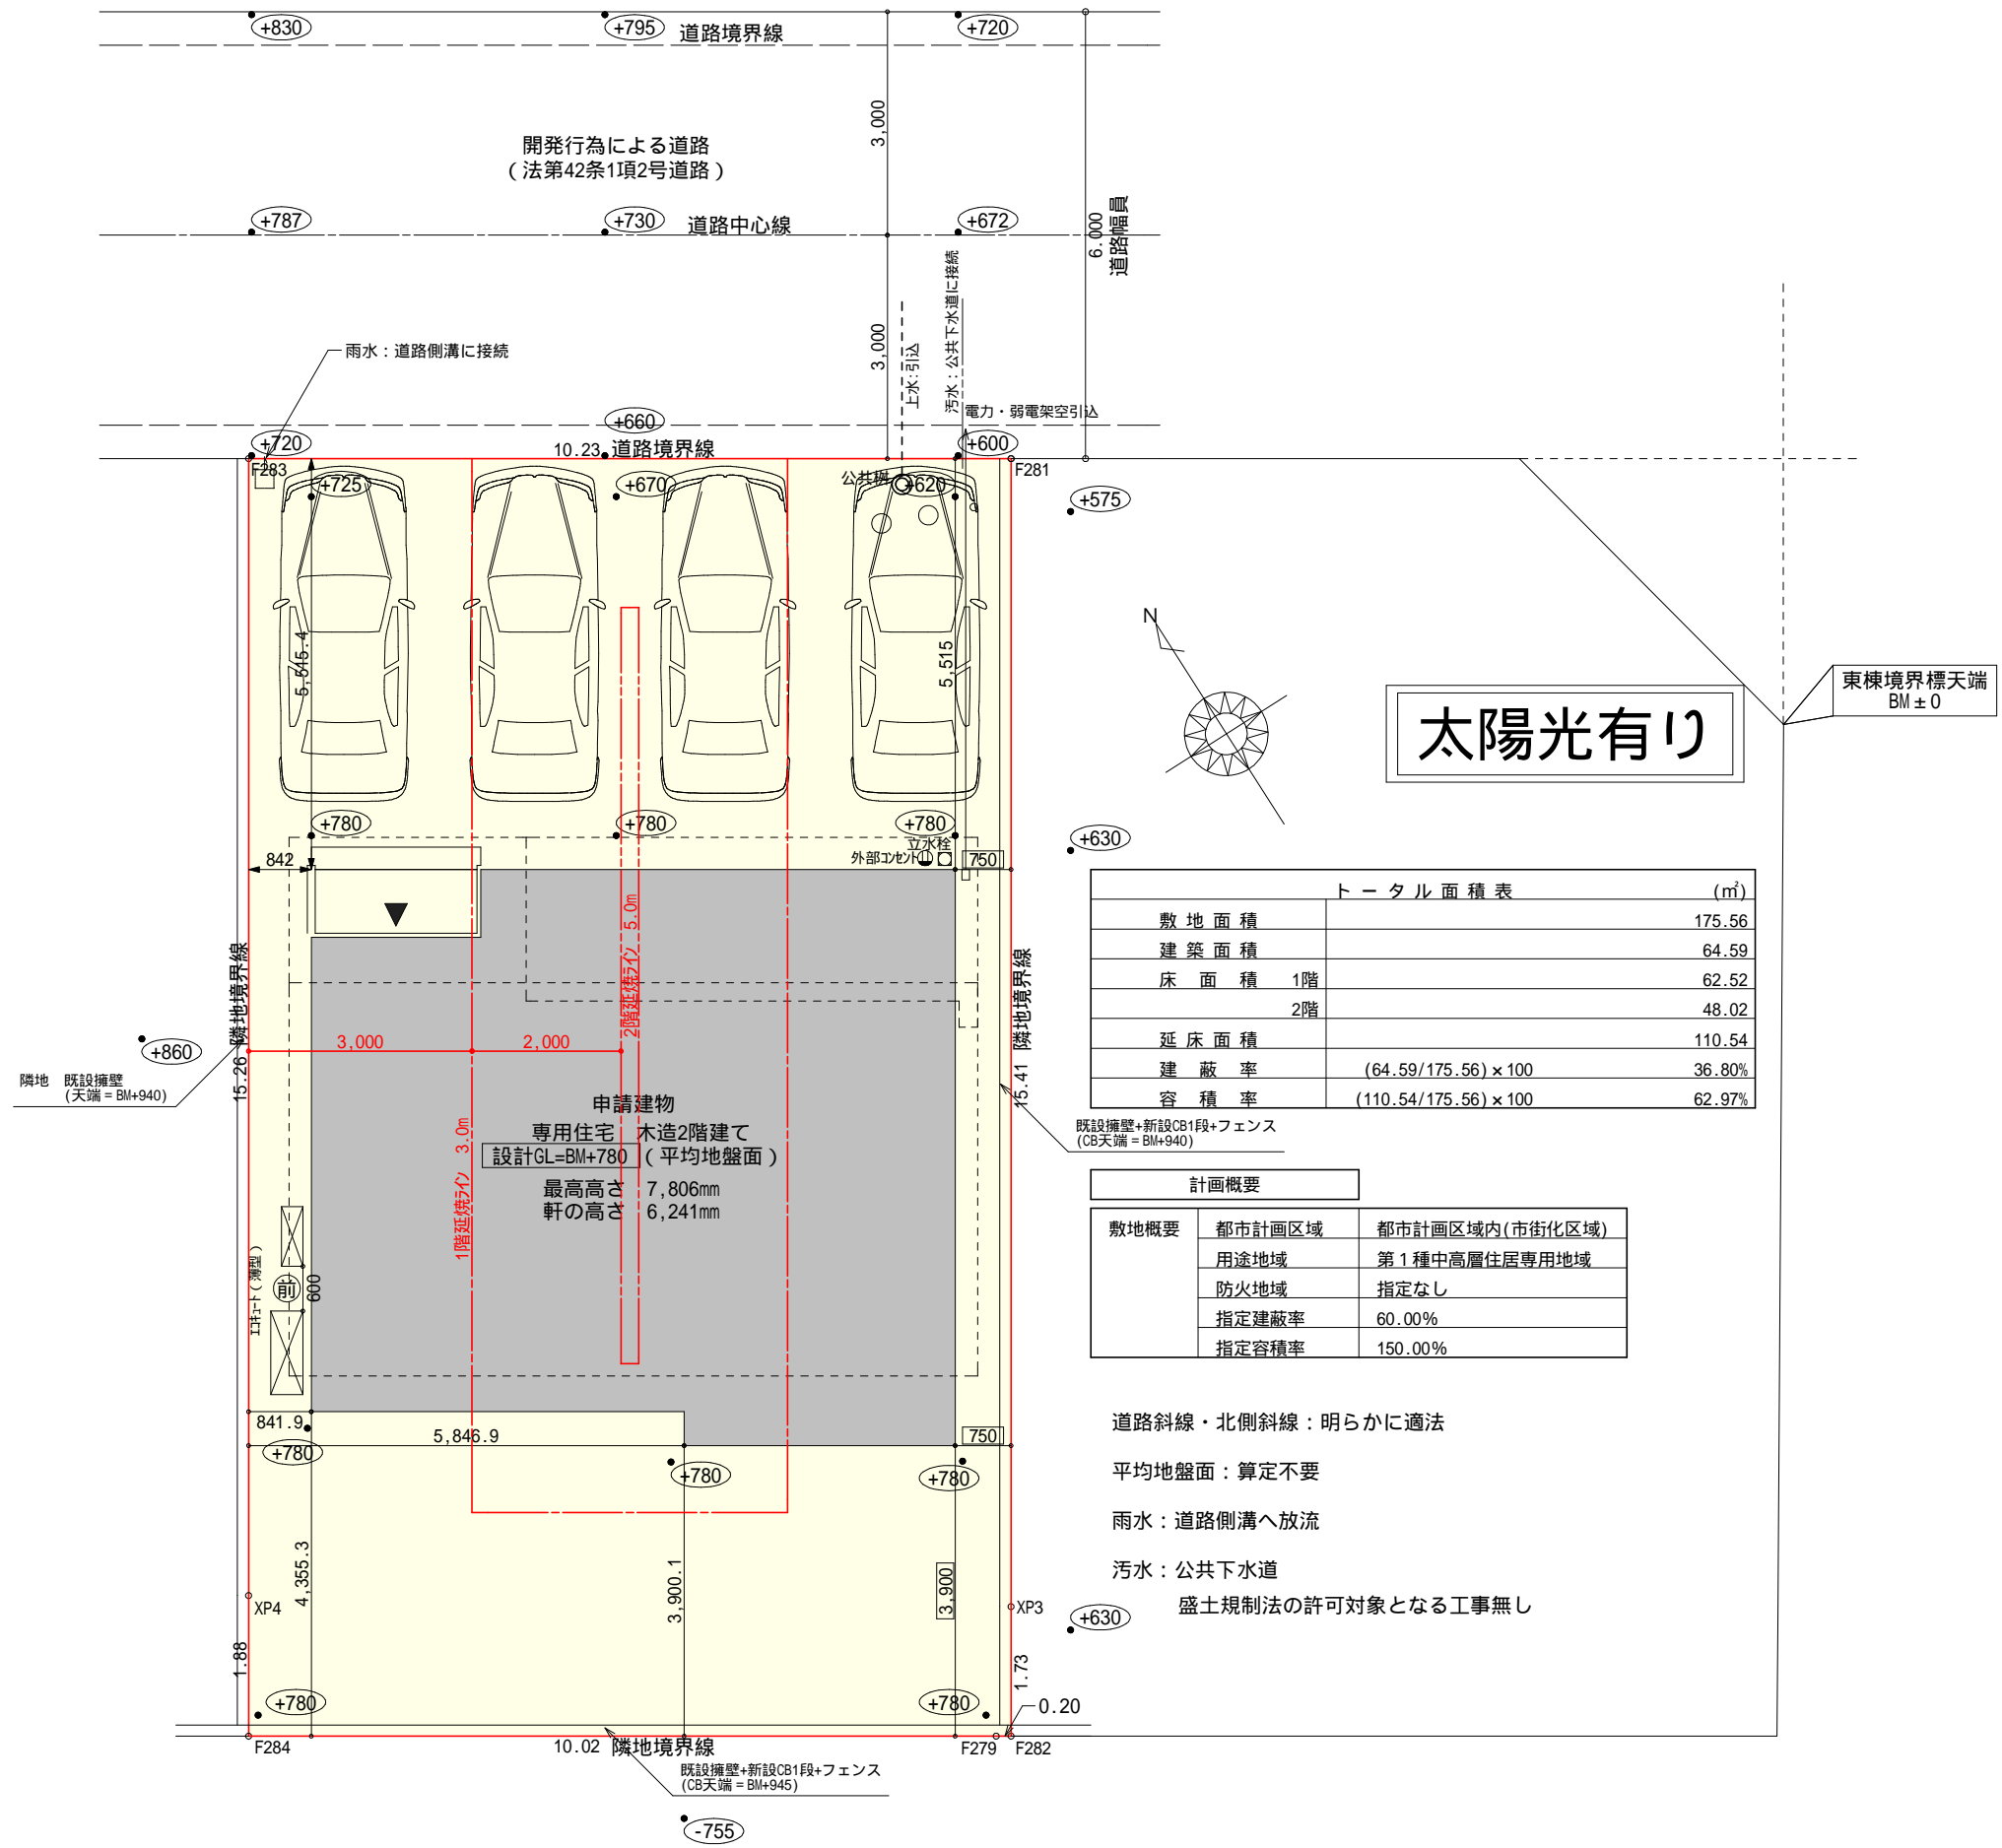 +830
+795
道路境界線
+720
3,000
開発行為による道路
(法第42条1項2号道路)
+787
+730
道路中心線
+672
6.000
道路幅員
3,000
上水:引込
汚水:公共下水道に接続
雨水:道路側溝に接続
電力・弱電架空引込
+660
+720
10.23 道路境界線
+600
F283
F281
+725
+670
公共桝
+620
+575
5,515.4
5,515
N
太陽光有り
東棟境界標天端
BM±0
+780
+780
+780
+630
立水栓
外部コンセント
842
750
トータル面積表 (㎡)
敷地面積 175.56
建築面積 64.59
床面積 1階 62.52
2階 48.02
延床面積 110.54
建蔽率 (64.59/175.56)×100 36.80%
容積率 (110.54/175.56)×100 62.97%
2階延焼ライン 5.0m
隣地境界線
15.26
隣地境界線
15.41
+860
3,000
2,000
隣地 既設擁壁
(天端=BM+940)
申請建物
専用住宅 木造2階建て
設計GL=BM+780 (平均地盤面)
最高高さ 7,806mm
軒の高さ 6,241mm
1階延焼ライン 3.0m
既設擁壁+新設CB1段+フェンス
(CB天端=BM+940)
計画概要
敷地概要 都市計画区域 都市計画区域内(市街化区域)
用途地域 第1種中高層住居専用地域
防火地域 指定なし
指定建蔽率 60.00%
指定容積率 150.00%
エコキュート(薄型)
前
600
841.9
5,846.9
750
+780
+780
+780
道路斜線・北側斜線:明らかに適法
平均地盤面:算定不要
雨水:道路側溝へ放流
汚水:公共下水道
盛土規制法の許可対象となる工事無し
4,355.3
3,900.1
3,900
XP4
XP3
+630
1.88
1.73
+780
+780
0.20
F284
10.02 隣地境界線
F279
F282
既設擁壁+新設CB1段+フェンス
(CB天端=BM+945)
-755